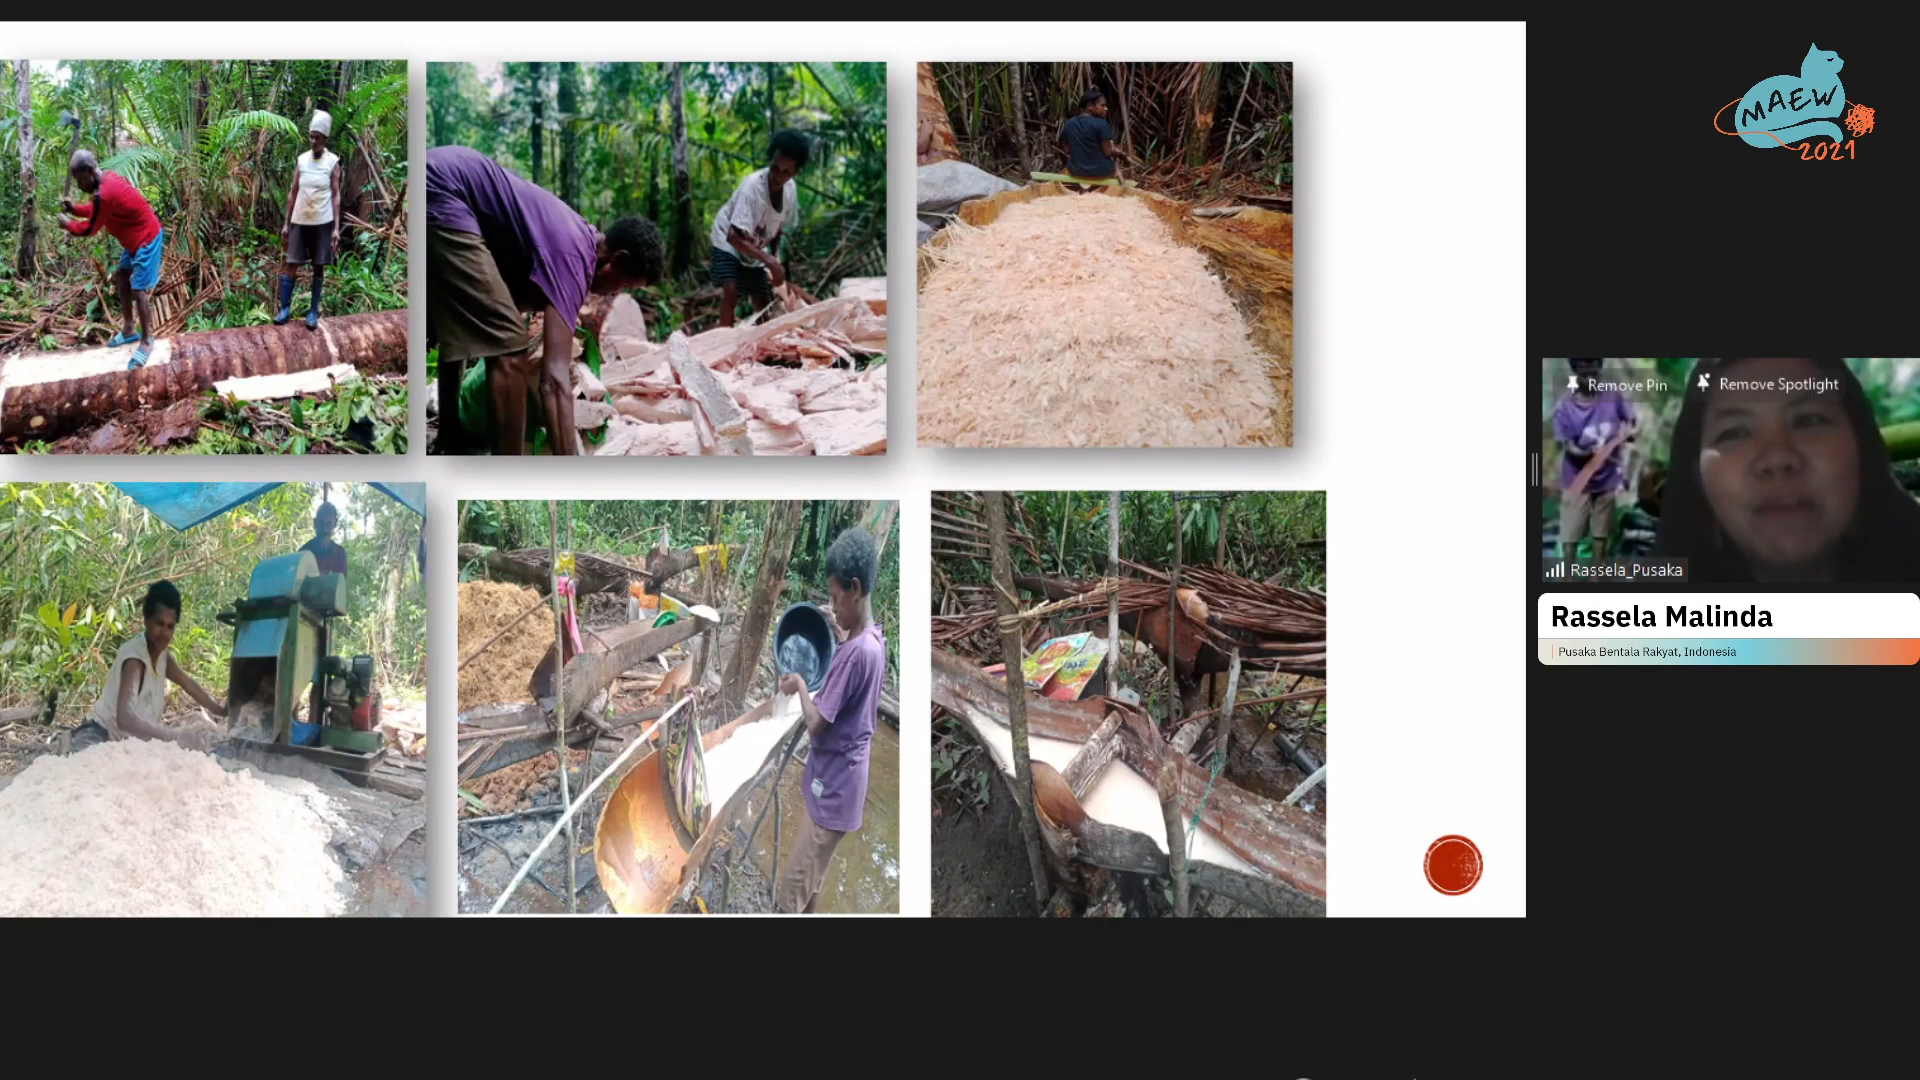 MAEW
2021
Remove Pin
Remove Spotlight
Rassela_Pusaka
Rassela Malinda
Pusaka Bentala Rakyat, Indonesia